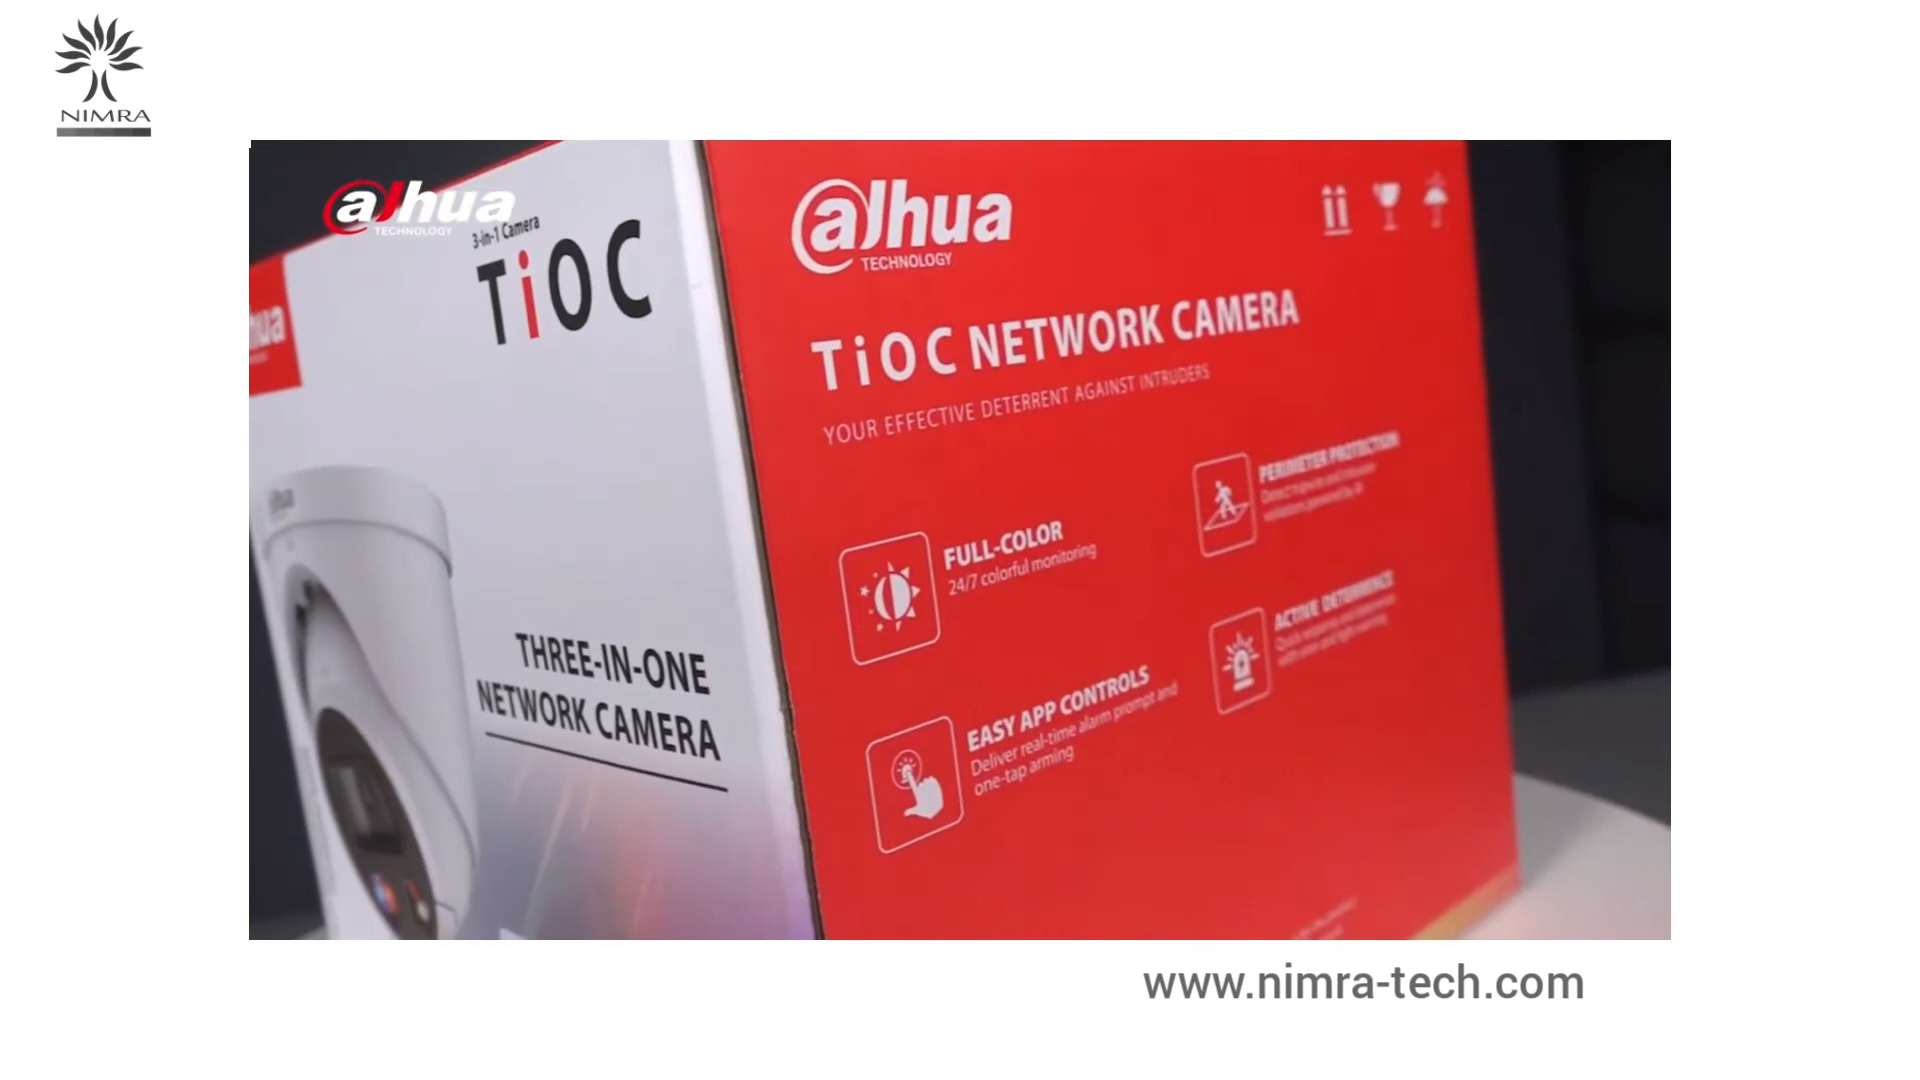 NIMRA
alhua
TECHNOLOGY
3-in-1 Camera
TiOC
hua
THREE-IN-ONE
NETWORK CAMERA
alhua
TECHNOLOGY
TiOC NETWORK CAMERA
YOUR EFFECTIVE DETERRENT AGAINST INTRUDERS
FULL-COLOR
24/7 colorful monitoring
PERIMETER PROTECTION
EASY APP CONTROLS
Deliver real-time alarm prompt and
one-tap arming
ACTIVE DETERRENCE
www.nimra-tech.com